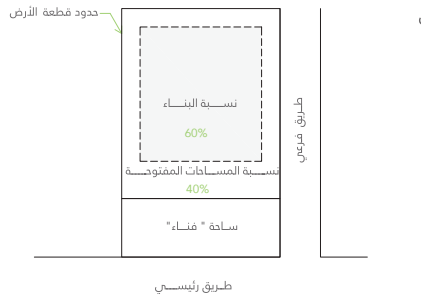 حدود قطعة الأرض
نسبة البناء
60%
طريق فرعي
نسبة المساحات المفتوحة
40%
ساحة " فناء"
طريق رئيسي